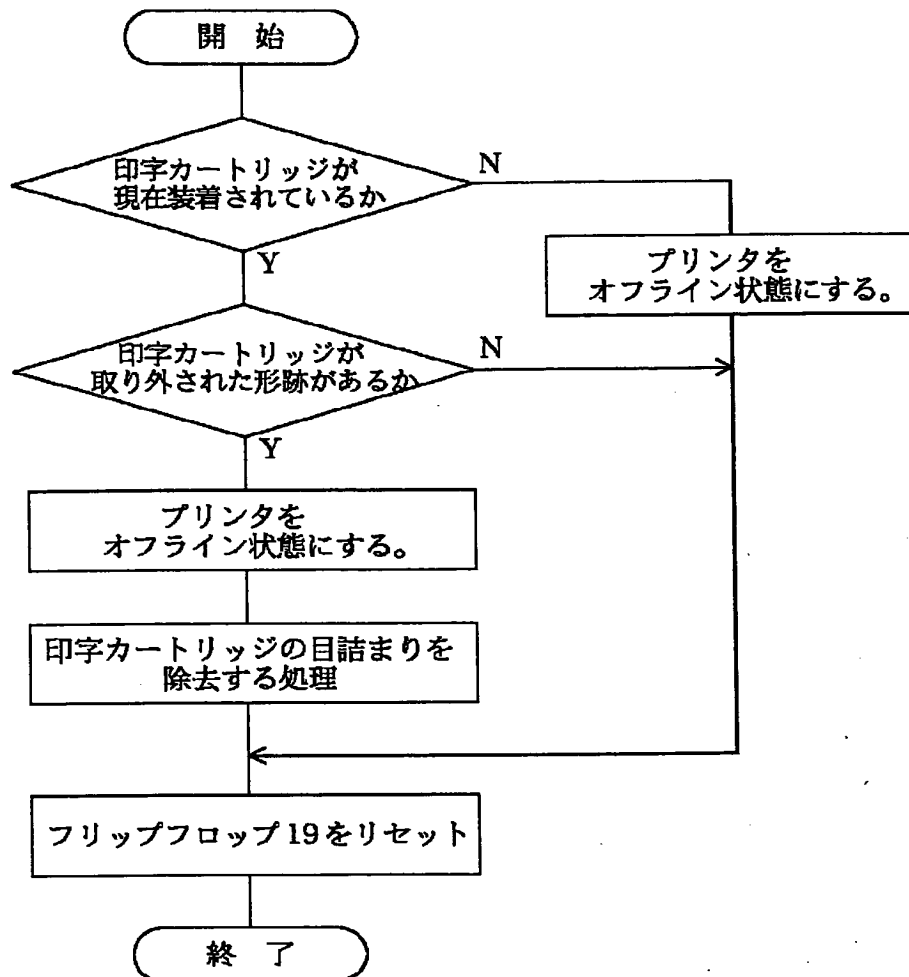 開 始
印字カートリッジが
現在装着されているか
N
Y
プリンタを
オフライン状態にする。
印字カートリッジが
取り外された形跡があるか
N
Y
プリンタを
オフライン状態にする。
印字カートリッジの目詰まりを
除去する処理
フリップフロップ19をリセット
終 了